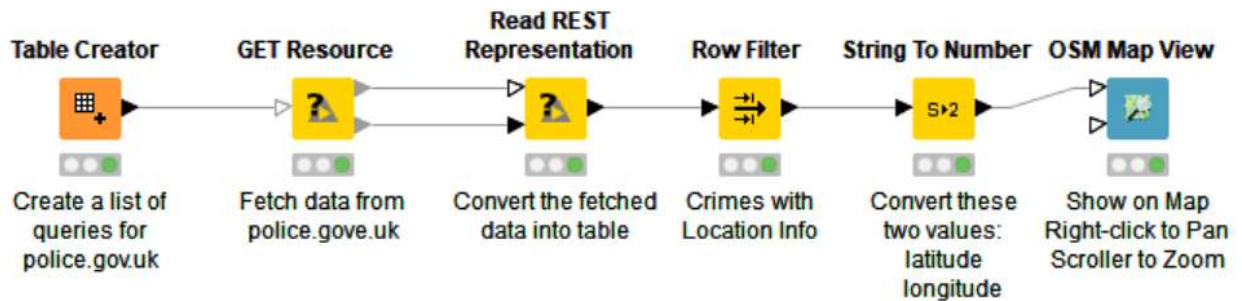 Table Creator
Create a list of
queries for
police.gov.uk
GET Resource
?
Fetch data from
police.gove.uk
Read REST
Representation
?
Convert the fetched
data into table
Row Filter
Crimes with
Location Info
String To Number
S▸2
Convert these
two values:
latitude
longitude
OSM Map View
Show on Map
Right-click to Pan
Scroller to Zoom